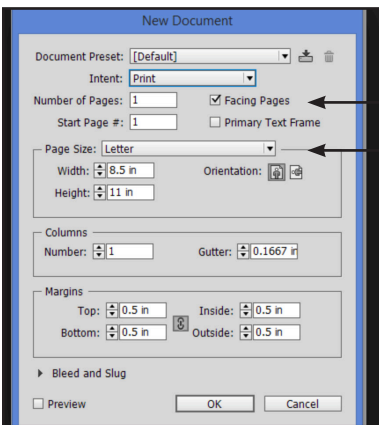 New Document
Document Preset: [Default]
Intent: Print
Number of Pages: 1 Facing Pages
Start Page #: 1 Primary Text Frame
Page Size: Letter
Width: 8.5 in Orientation:
Height: 11 in
Columns
Number: 1 Gutter: 0.1667 in
Margins
Top: 0.5 in Inside: 0.5 in
Bottom: 0.5 in Outside: 0.5 in
Bleed and Slug
Preview OK Cancel